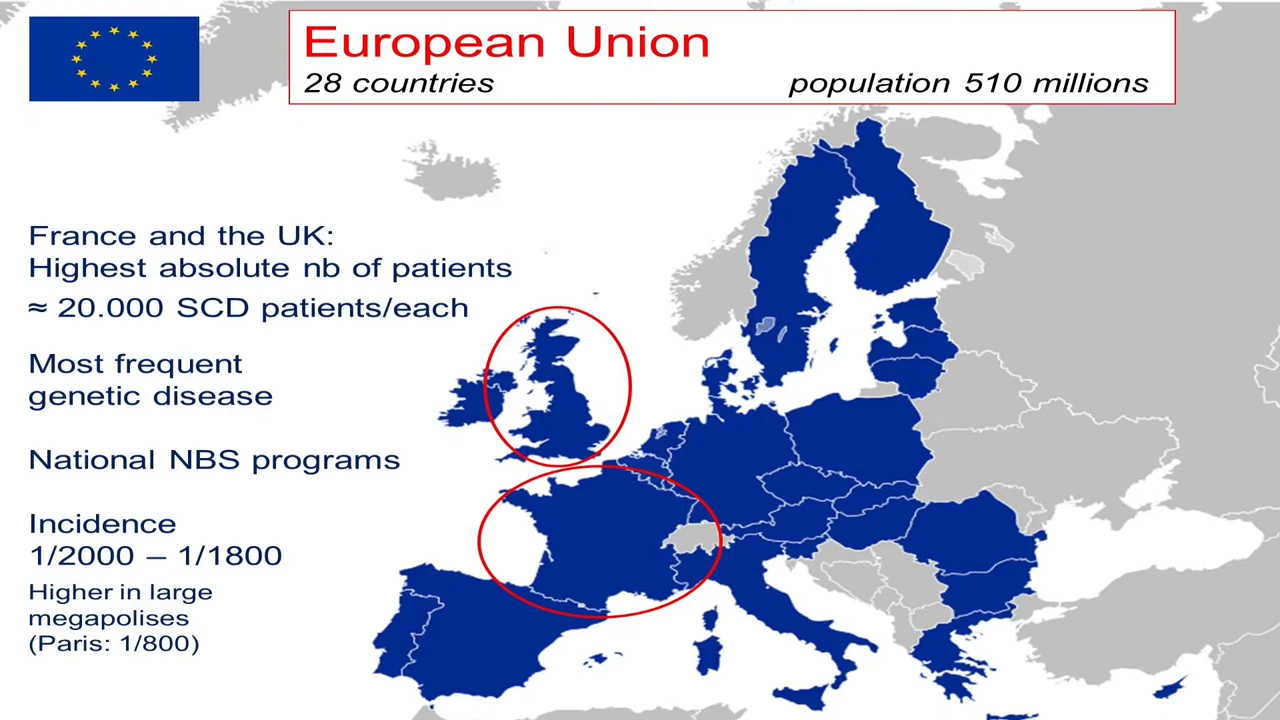 European Union
28 countries population 510 millions
France and the UK:
Highest absolute nb of patients
≈ 20.000 SCD patients/each
Most frequent
genetic disease
National NBS programs
Incidence
1/2000 – 1/1800
Higher in large
megapolises
(Paris: 1/800)